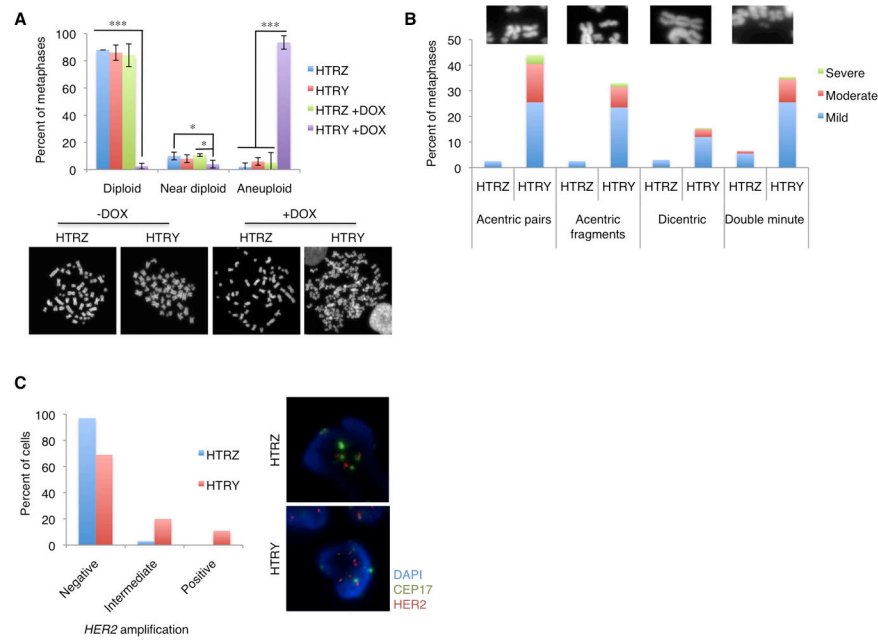 A
***
***
100
80
60
40
20
0
Percent of metaphases
HTRZ
HTRY
HTRZ +DOX
HTRY +DOX
*
*
Diploid
Near diploid
Aneuploid
-DOX
+DOX
HTRZ
HTRY
HTRZ
HTRY
B
50
40
30
20
10
0
Percent of metaphases
Severe
Moderate
Mild
HTRZ HTRY HTRZ HTRY HTRZ HTRY HTRZ HTRY
Acentric pairs
Acentric
fragments
Dicentric
Double minute
C
100
80
60
40
20
0
Percent of cells
HTRZ
HTRY
Negative
Intermediate
Positive
HER2 amplification
HTRZ
HTRY
DAPI
CEP17
HER2